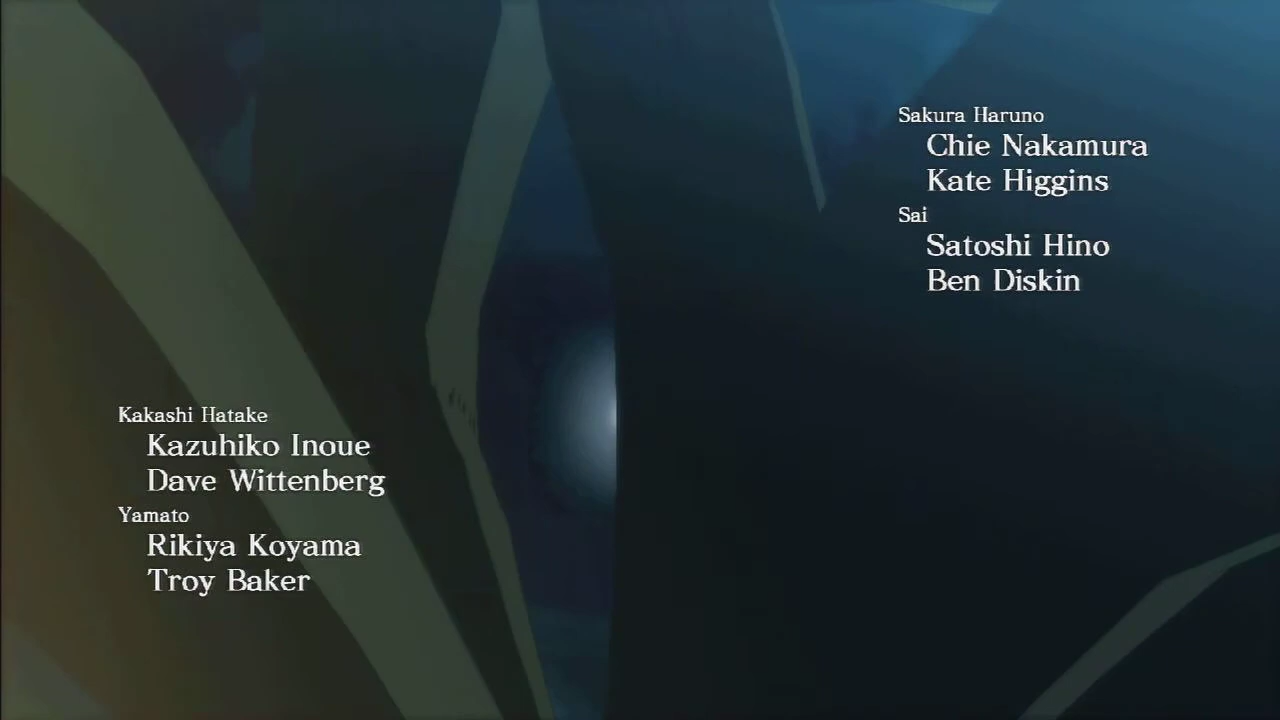 Sakura Haruno
Chie Nakamura
Kate Higgins
Sai
Satoshi Hino
Ben Diskin
Kakashi Hatake
Kazuhiko Inoue
Dave Wittenberg
Yamato
Rikiya Koyama
Troy Baker